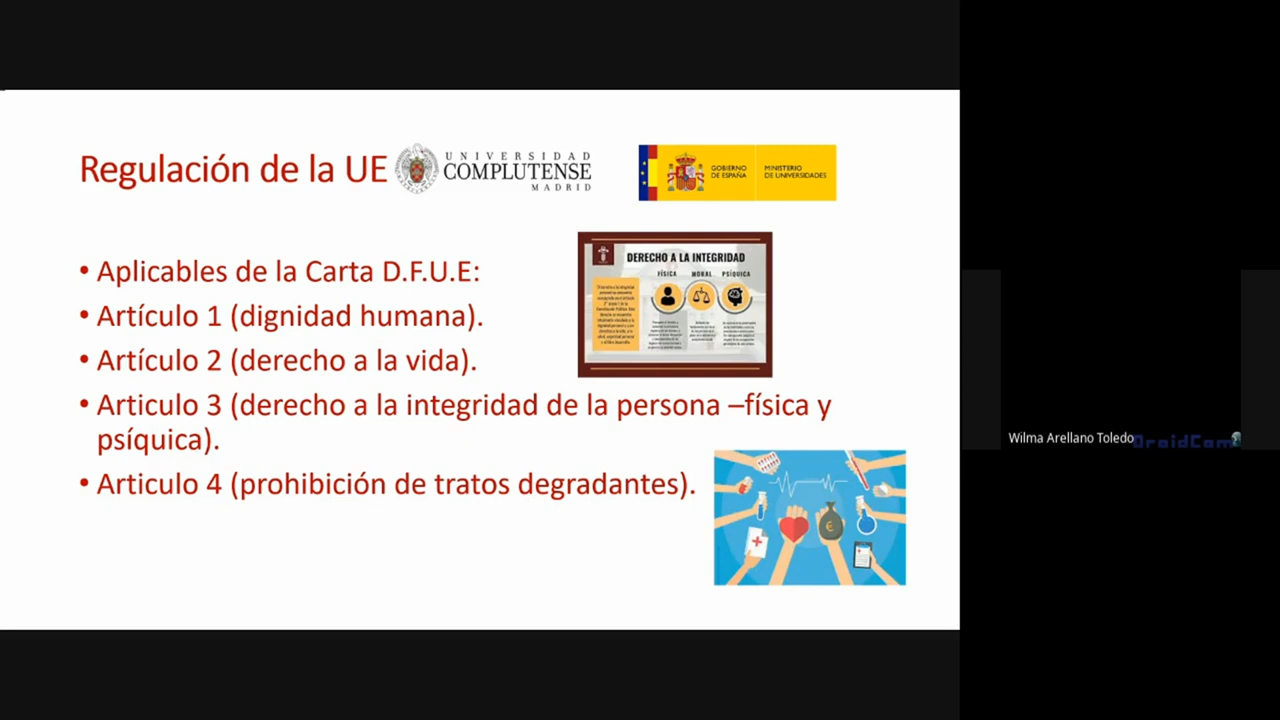 Regulación de la UE
UNIVERSIDAD
COMPLUTENSE
MADRID
GOBIERNO
DE ESPAÑA
MINISTERIO
DE UNIVERSIDADES
• Aplicables de la Carta D.F.U.E:
• Artículo 1 (dignidad humana).
• Artículo 2 (derecho a la vida).
• Articulo 3 (derecho a la integridad de la persona –física y
psíquica).
• Articulo 4 (prohibición de tratos degradantes).
DERECHO A LA INTEGRIDAD
FÍSICA MORAL PSÍQUICA
€
Wilma Arellano Toledo
DroidCam